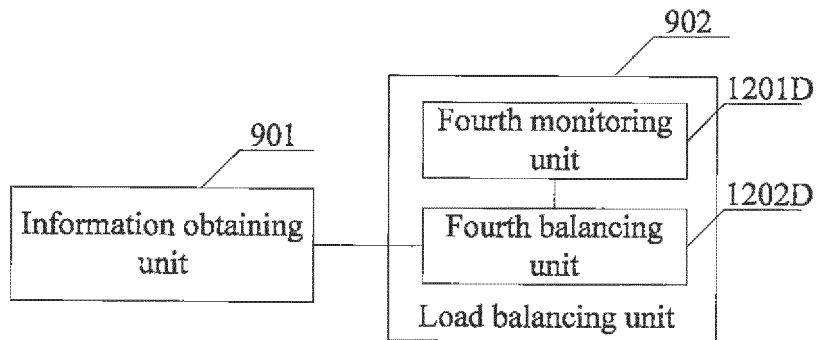 902
1201D
Fourth monitoring
unit
901
1202D
Information obtaining
unit
Fourth balancing
unit
Load balancing unit